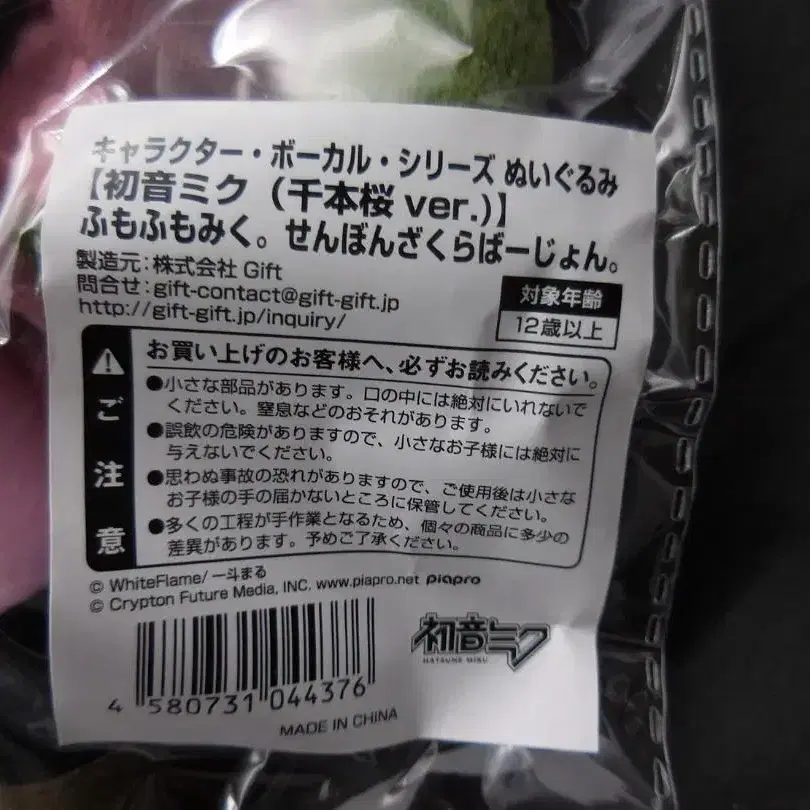 キャラクター・ボーカル・シリーズ ぬいぐるみ
【初音ミク（千本桜 ver.)】
ふもふもみく。せんぼんざくらばーじょん。
製造元：株式会社 Gift
問合せ：gift-contact@gift-gift.jp
http://gift-gift.jp/inquiry/
対象年齢
12歳以上
ご注意
お買い上げのお客様へ、必ずお読みください。
●小さな部品があります。口の中には絶対にいれないで
ください。窒息などのおそれがあります。
●誤飲の危険がありますので、小さなお子様には絶対に
与えないでください。
●思わぬ事故の恐れがありますので、ご使用後は小さな
お子様の手の届かないところに保管してください。
●多くの工程が手作業となるため、個々の商品に多少の
差異があります。予めご了承ください。
© WhiteFlame/ 一斗まる
© Crypton Future Media, INC. www.piapro.net piapro
初音ミク
HATSUNE MIKU
4 580731 044376
MADE IN CHINA